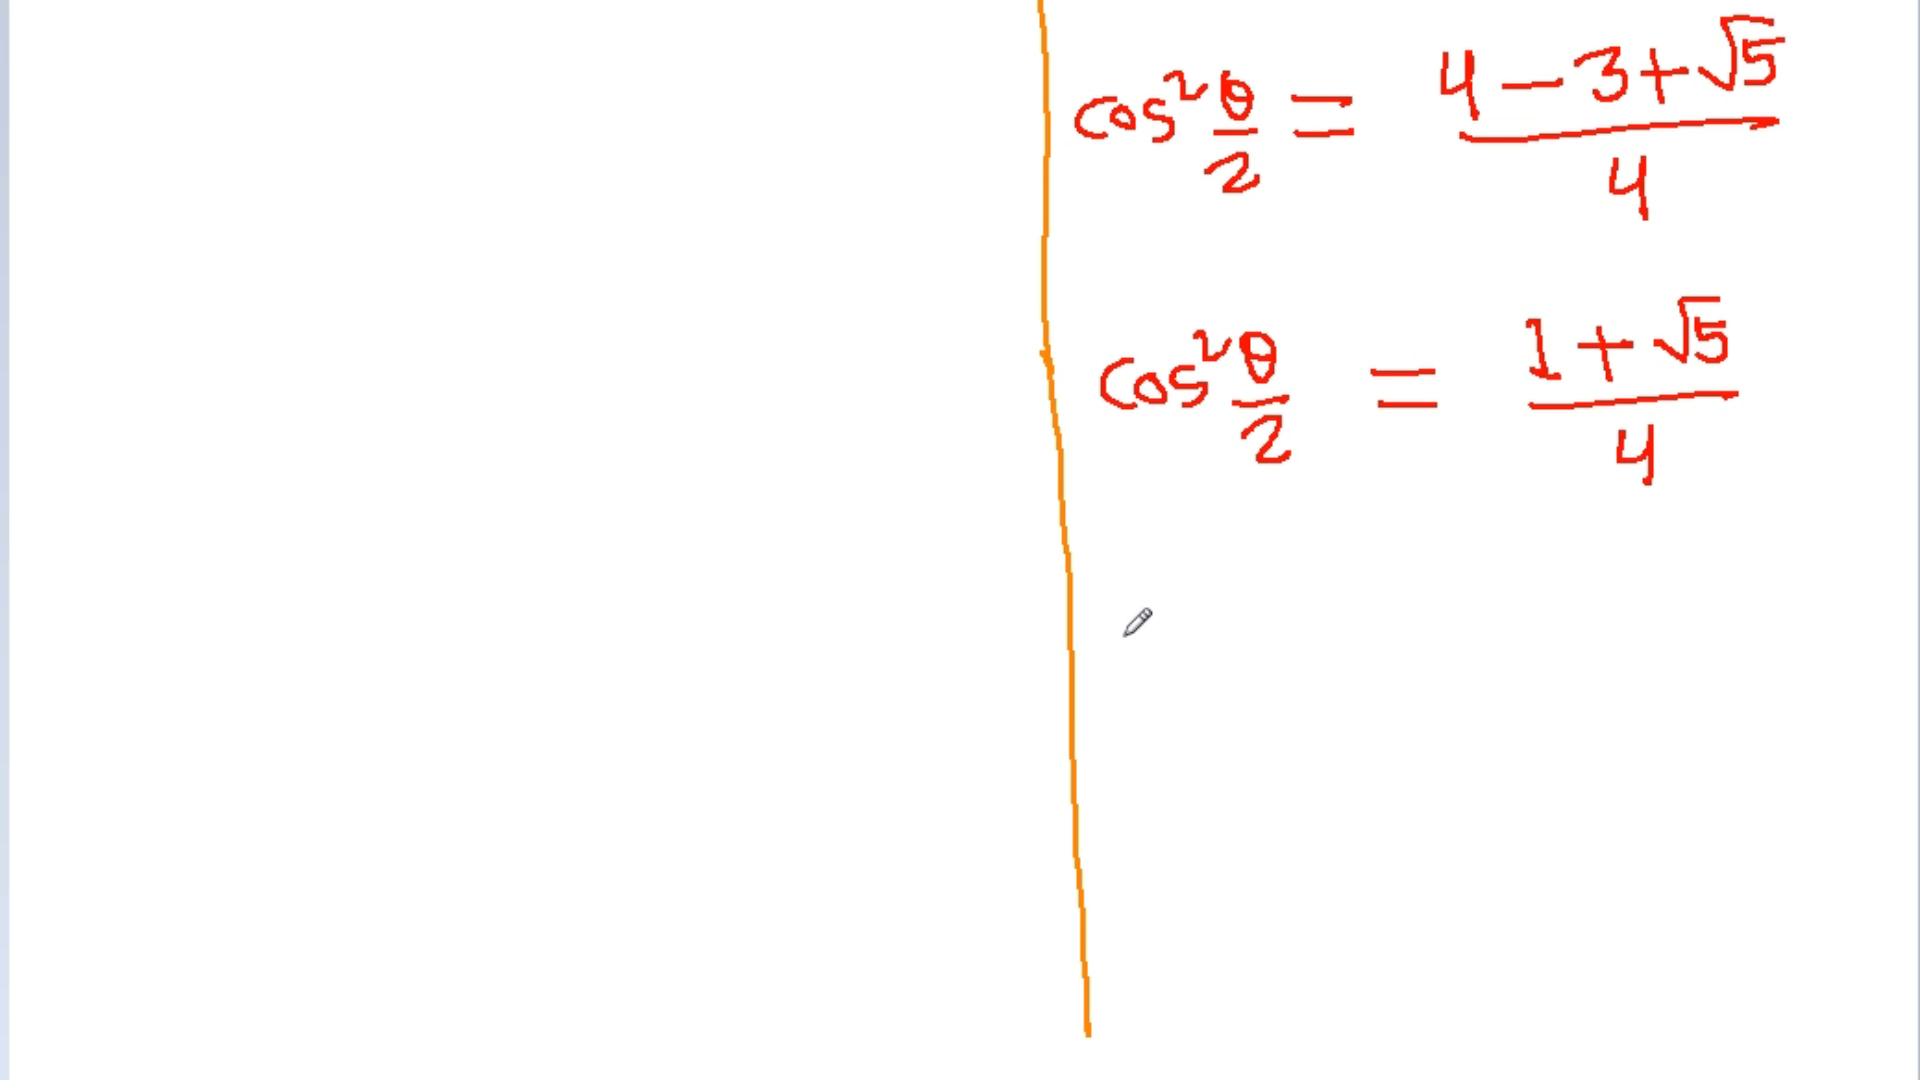 cos²θ/2 = (4-3+√5)/4
cos²θ/2 = (1+√5)/4